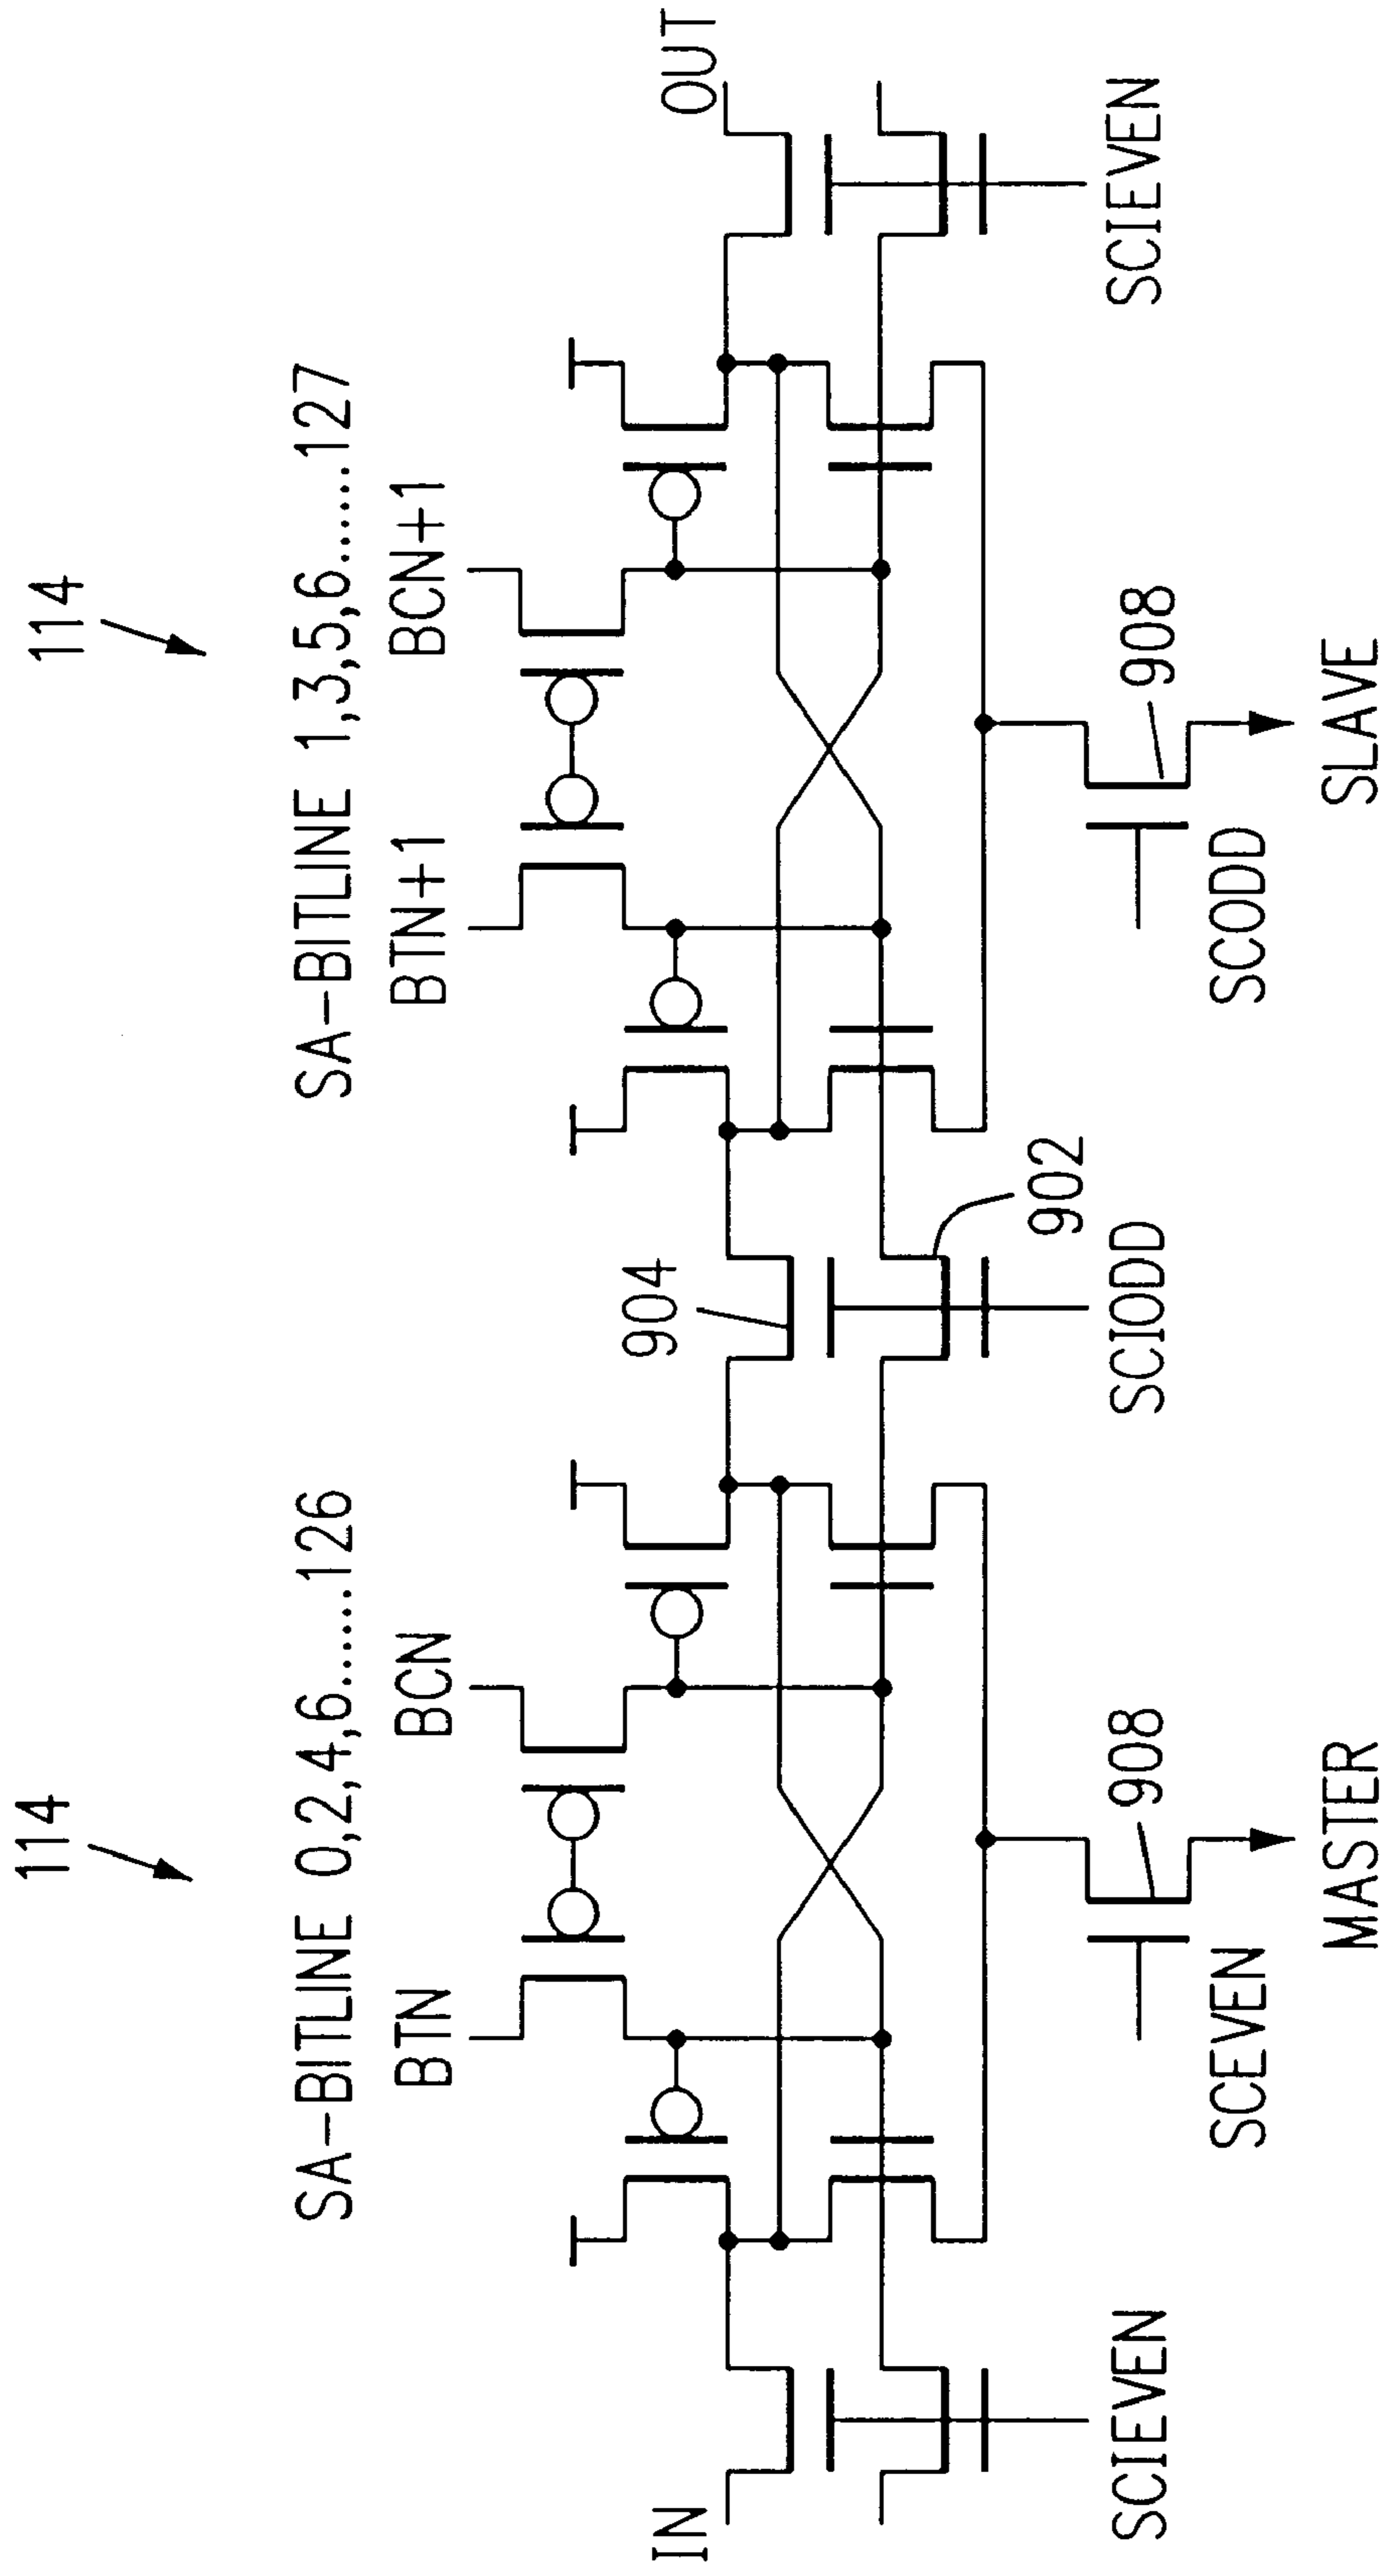 114
114
SA-BITLINE 0,2,4,6......126
SA-BITLINE 1,3,5,6......127
BTN
BCN
BTN+1
BCN+1
IN
904
OUT
902
908
908
SCIEVEN
SCEVEN
SCIODD
SCODD
SCIEVEN
MASTER
SLAVE